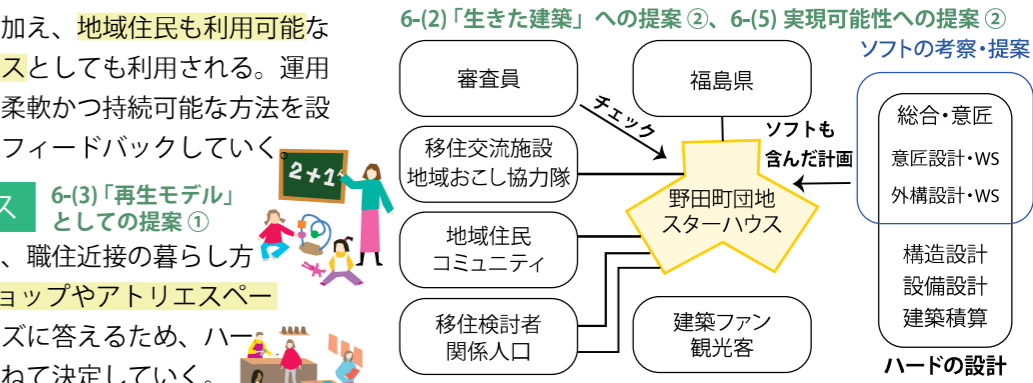 加え、地域住民も利用可能な
スとしても利用される。運用
柔軟かつ持続可能な方法を設
フィードバックしていく
2+1
ス
6-(3)「再生モデル」
としての提案①
、職住近接の暮らし方
ョップやアトリエスペー
ズに答えるため、ハー
ねて決定していく。
6-(2)「生きた建築」への提案②、6-(5) 実現可能性への提案②
審査員
福島県
チェック
移住交流施設
地域おこし協力隊
地域住民
コミュニティ
移住検討者
関係人口
野田町団地
スターハウス
建築ファン
観光客
ソフトも
含んだ計画
ソフトの考察・提案
総合・意匠
意匠設計・WS
外構設計・WS
構造設計
設備設計
建築積算
ハードの設計